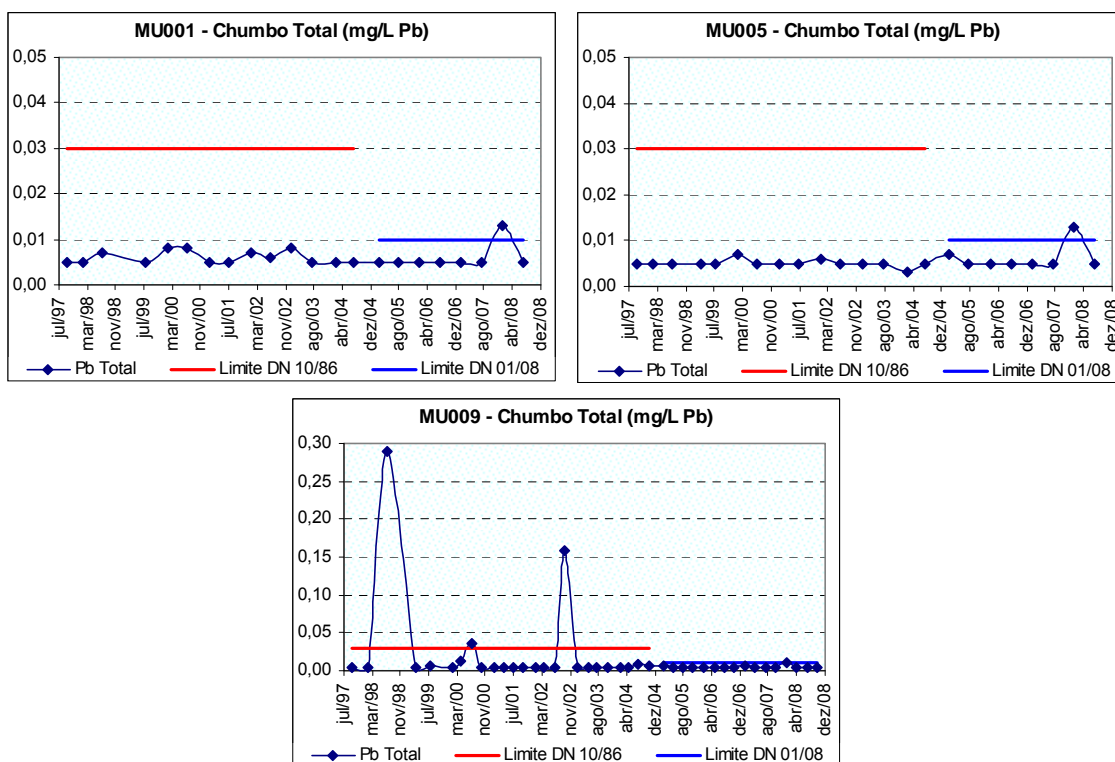 MU001 - Chumbo Total (mg/L Pb)
0,05
0,04
0,03
0,02
0,01
0,00
jul/97
mar/98
nov/98
jul/99
mar/00
nov/00
jul/01
mar/02
nov/02
ago/03
abr/04
dez/04
ago/05
abr/06
dez/06
ago/07
abr/08
dez/08
Pb Total Limite DN 10/86 Limite DN 01/08
MU005 - Chumbo Total (mg/L Pb)
0,05
0,04
0,03
0,02
0,01
0,00
jul/97
mar/98
nov/98
jul/99
mar/00
nov/00
jul/01
mar/02
nov/02
ago/03
abr/04
dez/04
ago/05
abr/06
dez/06
ago/07
abr/08
dez/08
Pb Total Limite DN 10/86 Limite DN 01/08
MU009 - Chumbo Total (mg/L Pb)
0,30
0,25
0,20
0,15
0,10
0,05
0,00
jul/97
mar/98
nov/98
jul/99
mar/00
nov/00
jul/01
mar/02
nov/02
ago/03
abr/04
dez/04
ago/05
abr/06
dez/06
ago/07
abr/08
dez/08
Pb Total Limite DN 10/86 Limite DN 01/08